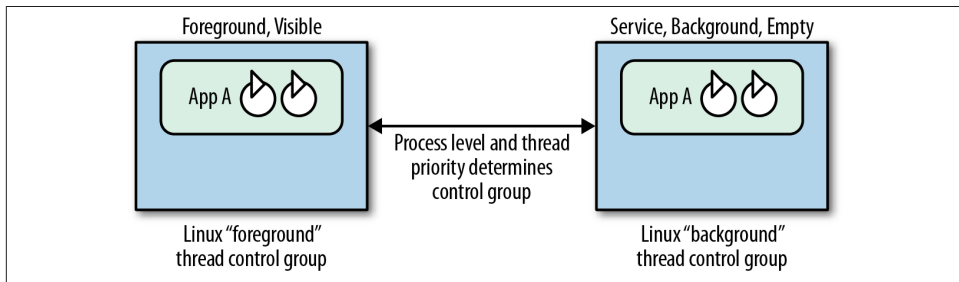 Foreground, Visible
Service, Background, Empty
App A
App A
Process level and thread
priority determines
control group
Linux “foreground”
thread control group
Linux “background”
thread control group